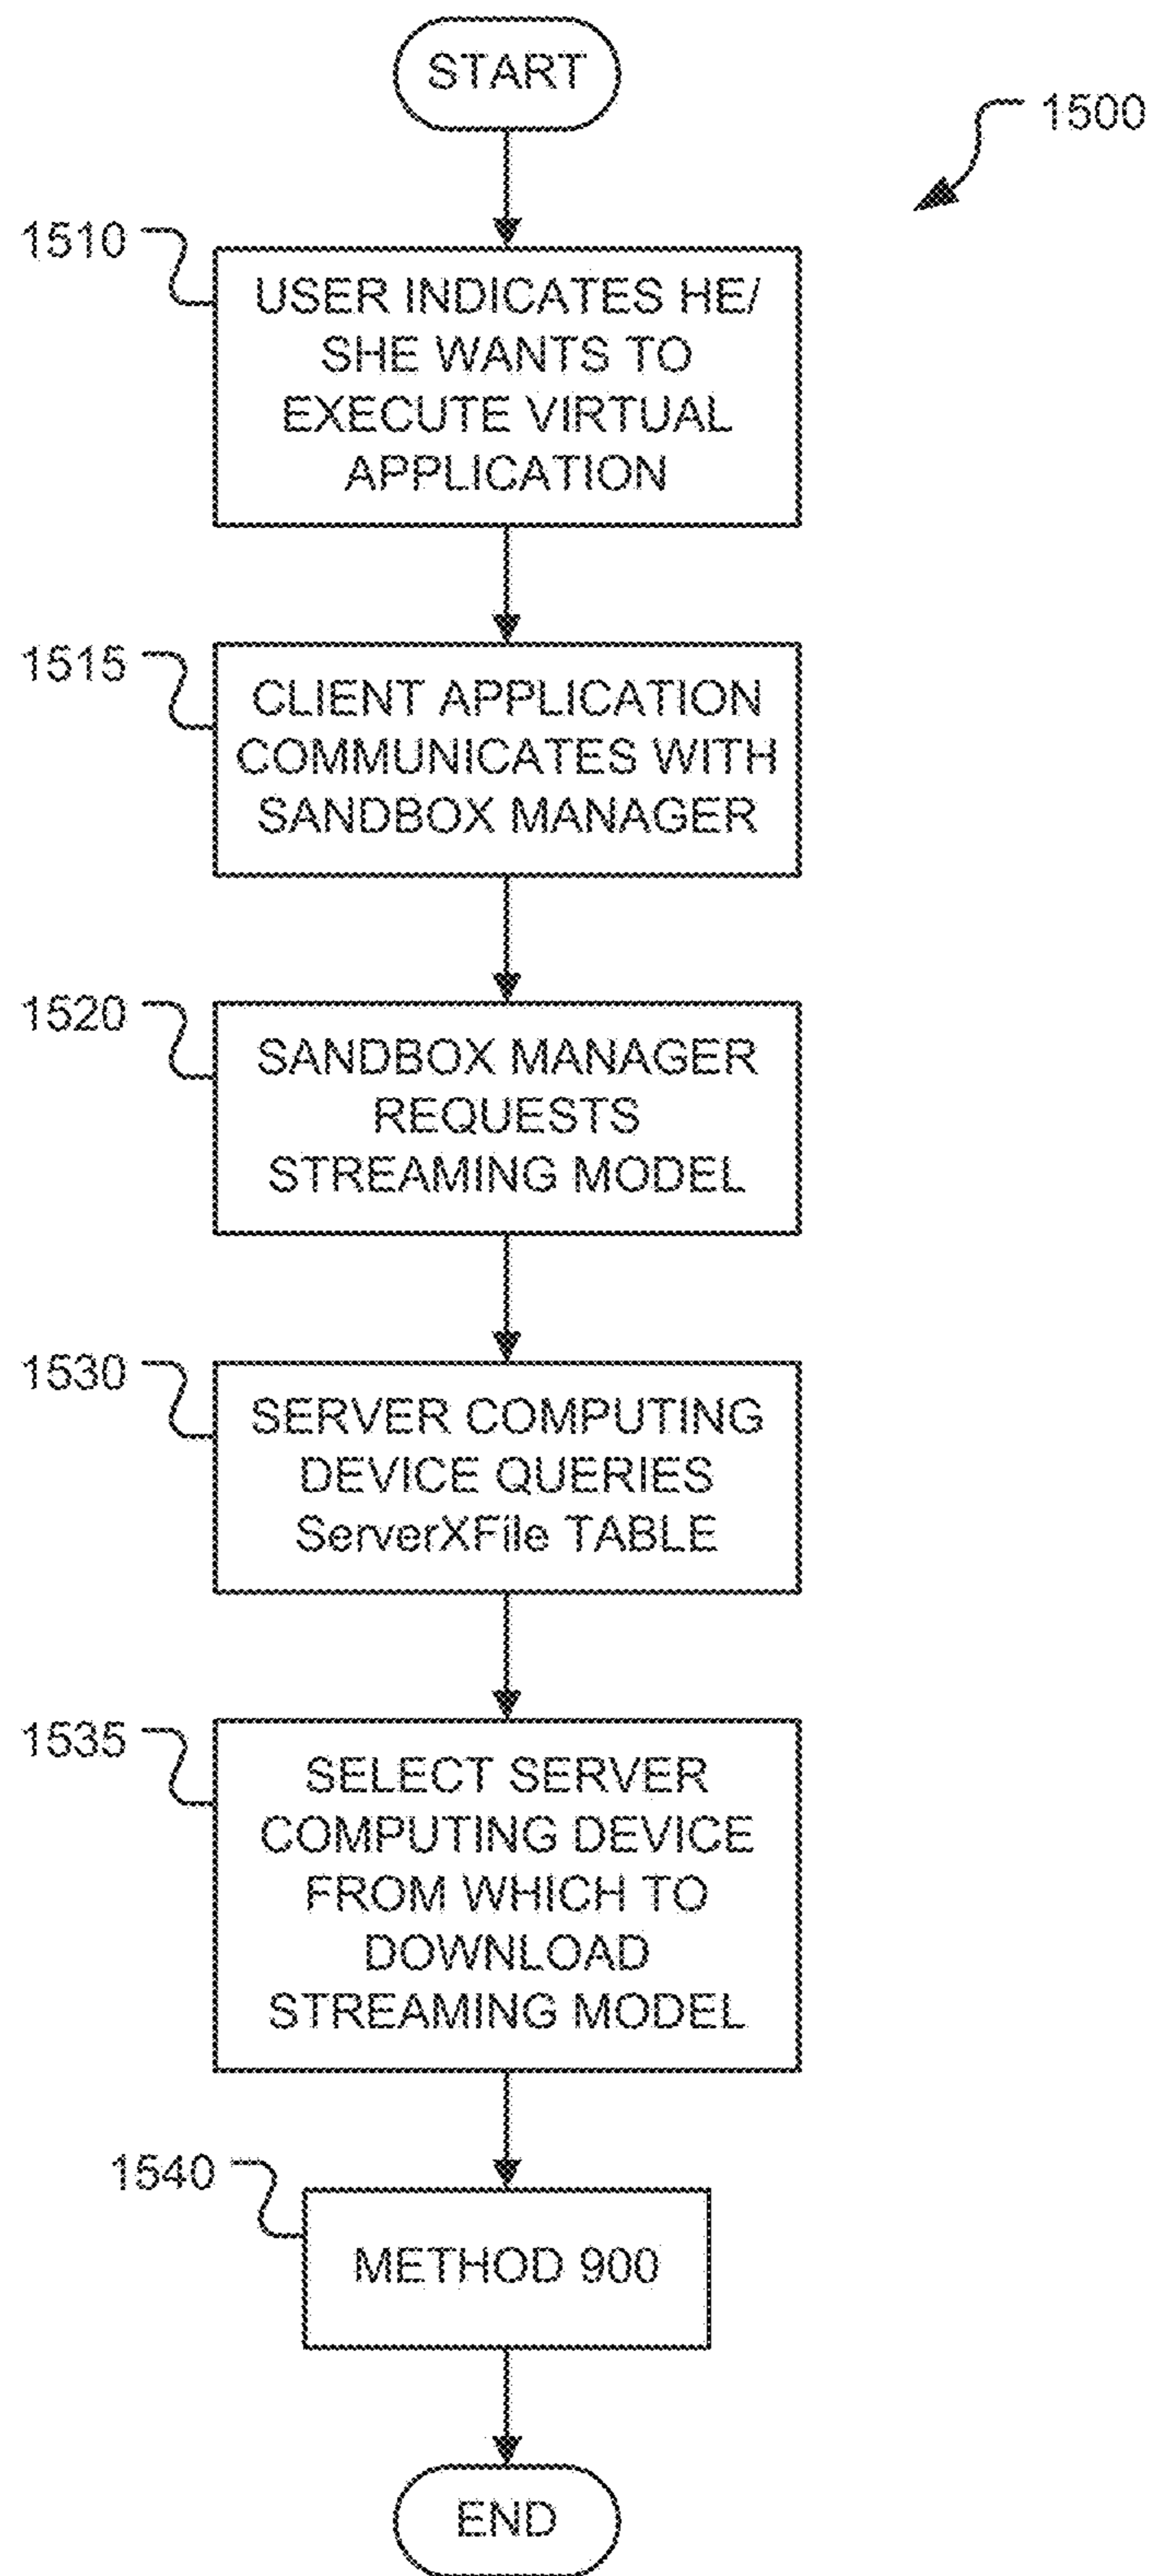 START
1500
1510
USER INDICATES HE/
SHE WANTS TO
EXECUTE VIRTUAL
APPLICATION
1515
CLIENT APPLICATION
COMMUNICATES WITH
SANDBOX MANAGER
1520
SANDBOX MANAGER
REQUESTS
STREAMING MODEL
1530
SERVER COMPUTING
DEVICE QUERIES
ServerXFile TABLE
1535
SELECT SERVER
COMPUTING DEVICE
FROM WHICH TO
DOWNLOAD
STREAMING MODEL
1540
METHOD 900
END